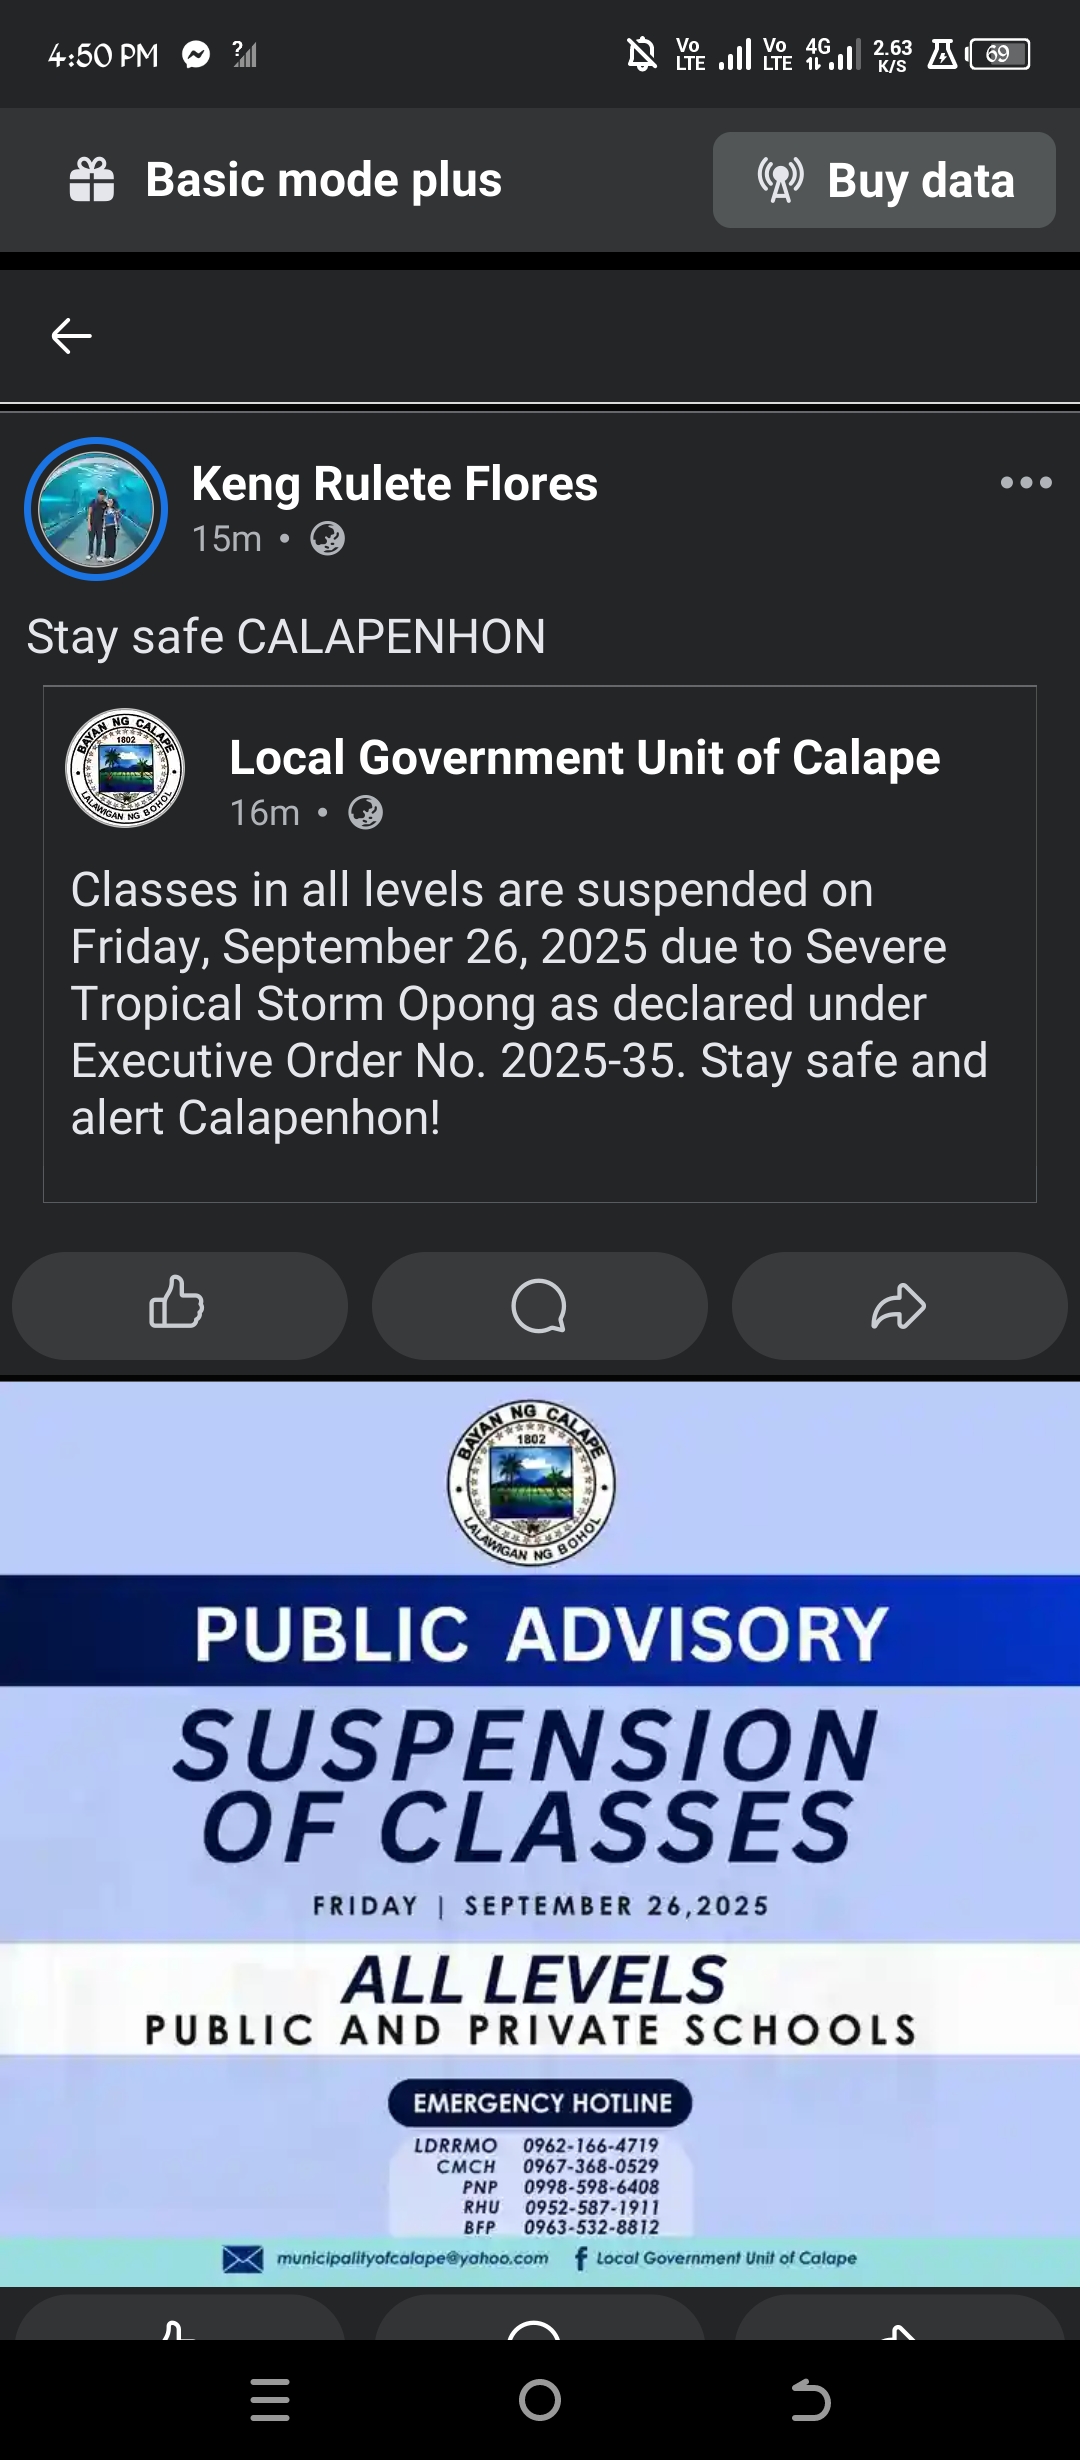 4:50 PM
?
Vo LTE Vo LTE 4G 2.63 K/S 69
Basic mode plus
Buy data
Keng Rulete Flores
15m •
Stay safe CALAPENHON
BAYAN NG CALAPE
1802
LALAWIGAN NG BOHOL
Local Government Unit of Calape
16m •
Classes in all levels are suspended on
Friday, September 26, 2025 due to Severe
Tropical Storm Opong as declared under
Executive Order No. 2025-35. Stay safe and
alert Calapenhon!
BAYAN NG CALAPE
1802
LALAWIGAN NG BOHOL
PUBLIC ADVISORY
SUSPENSION
OF CLASSES
FRIDAY | SEPTEMBER 26,2025
ALL LEVELS
PUBLIC AND PRIVATE SCHOOLS
EMERGENCY HOTLINE
LDRRMO 0962-166-4719
CMCH 0967-368-0529
PNP 0998-598-6408
RHU 0952-587-1911
BFP 0963-532-8812
municipalityofcalape@yahoo.com f Local Government Unit of Calape